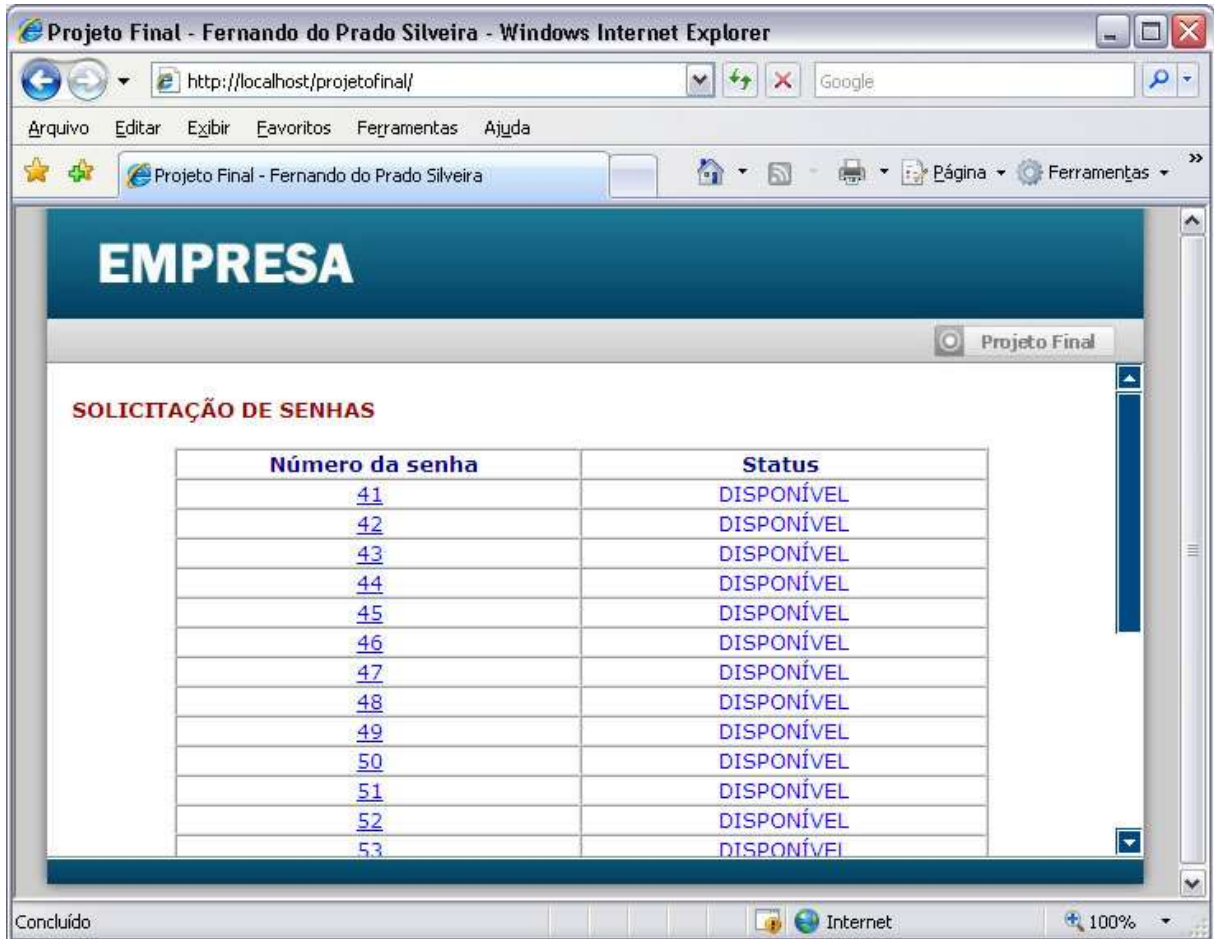 Projeto Final - Fernando do Prado Silveira - Windows Internet Explorer
http://localhost/projetofinal/
Google
Arquivo Editar Exibir Favoritos Ferramentas Ajuda
Projeto Final - Fernando do Prado Silveira
Página Ferramentas
EMPRESA
Projeto Final
SOLICITAÇÃO DE SENHAS
Número da senha Status
41 DISPONÍVEL
42 DISPONÍVEL
43 DISPONÍVEL
44 DISPONÍVEL
45 DISPONÍVEL
46 DISPONÍVEL
47 DISPONÍVEL
48 DISPONÍVEL
49 DISPONÍVEL
50 DISPONÍVEL
51 DISPONÍVEL
52 DISPONÍVEL
53 DISPONÍVEL
Concluído Internet 100%